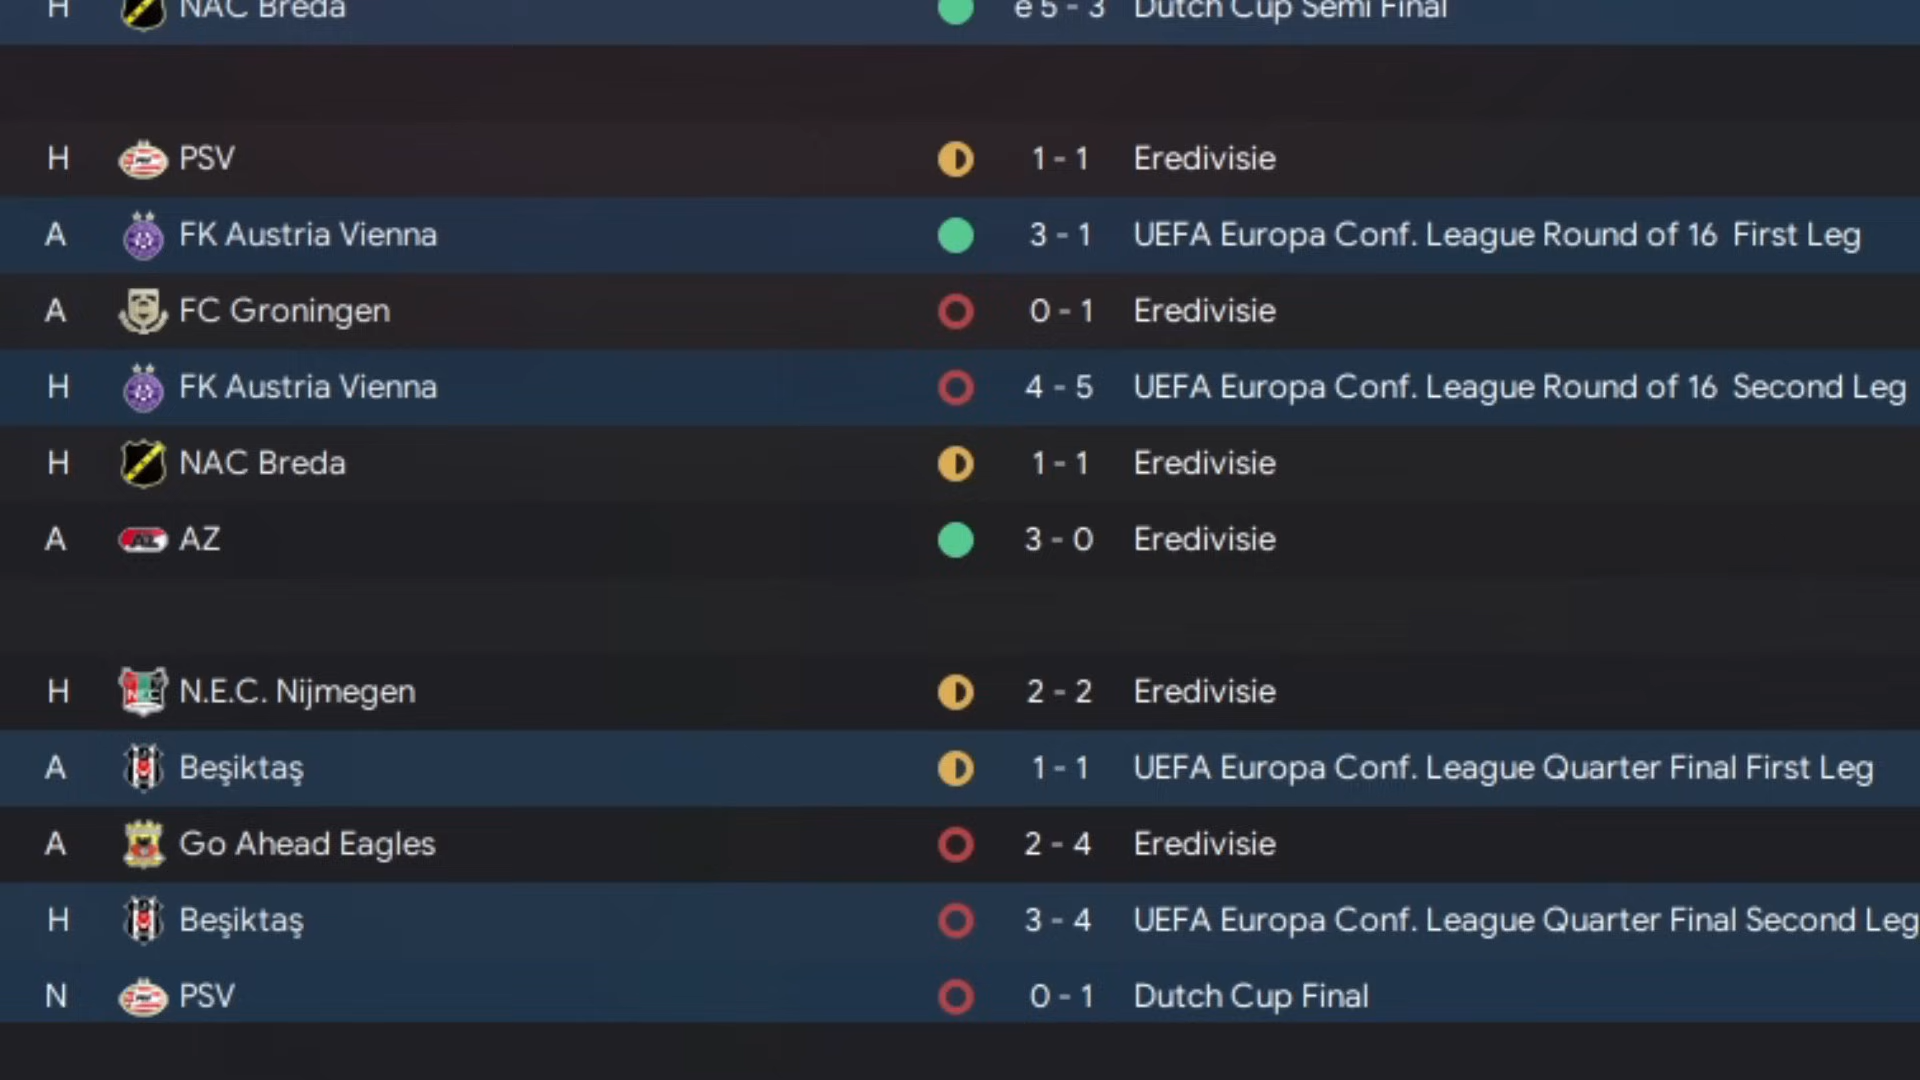 H NAC Breda e 5 - 3 Dutch Cup Semi Final
H PSV 1 - 1 Eredivisie
A FK Austria Vienna 3 - 1 UEFA Europa Conf. League Round of 16 First Leg
A FC Groningen 0 - 1 Eredivisie
H FK Austria Vienna 4 - 5 UEFA Europa Conf. League Round of 16 Second Leg
H NAC Breda 1 - 1 Eredivisie
A AZ 3 - 0 Eredivisie
H N.E.C. Nijmegen 2 - 2 Eredivisie
A Beşiktaş 1 - 1 UEFA Europa Conf. League Quarter Final First Leg
A Go Ahead Eagles 2 - 4 Eredivisie
H Beşiktaş 3 - 4 UEFA Europa Conf. League Quarter Final Second Leg
N PSV 0 - 1 Dutch Cup Final